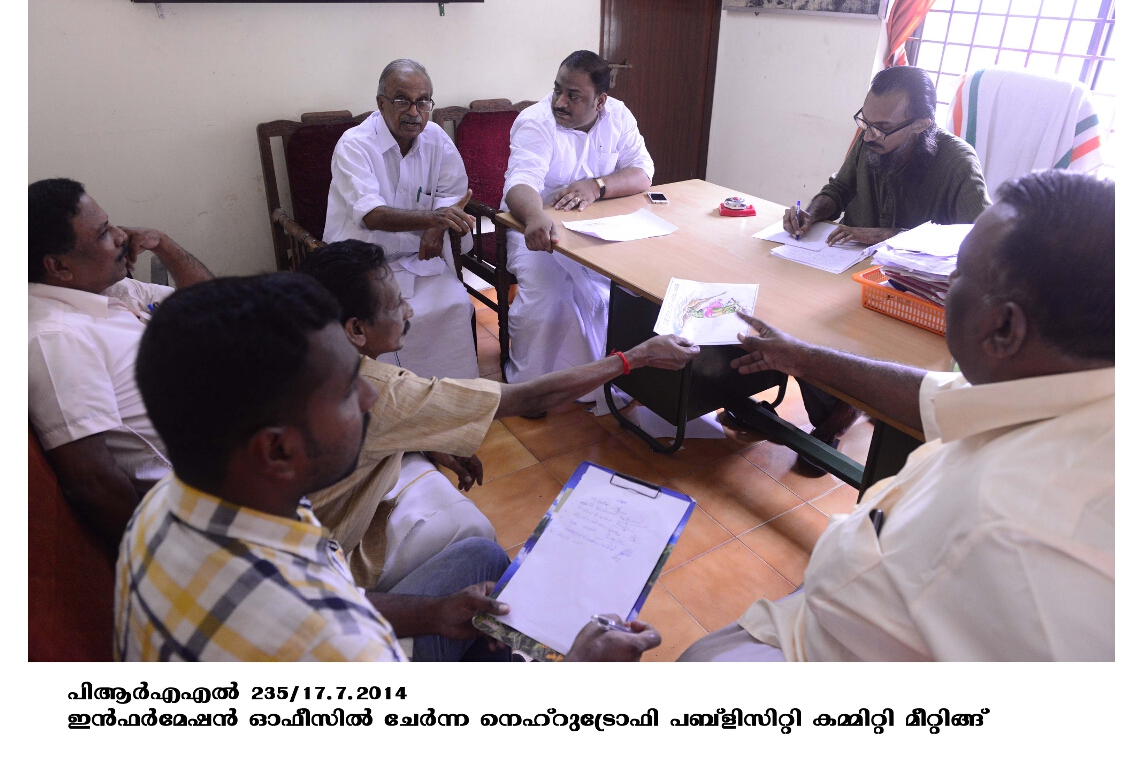 പിആർഎഎൽ 235/17.7.2014
ഇൻഫർമേഷൻ ഓഫീസിൽ ചേർന്ന നെഹ്റുട്രോഫി പബ്ളിസിറ്റി കമ്മിറ്റി മീറ്റിങ്ങ്